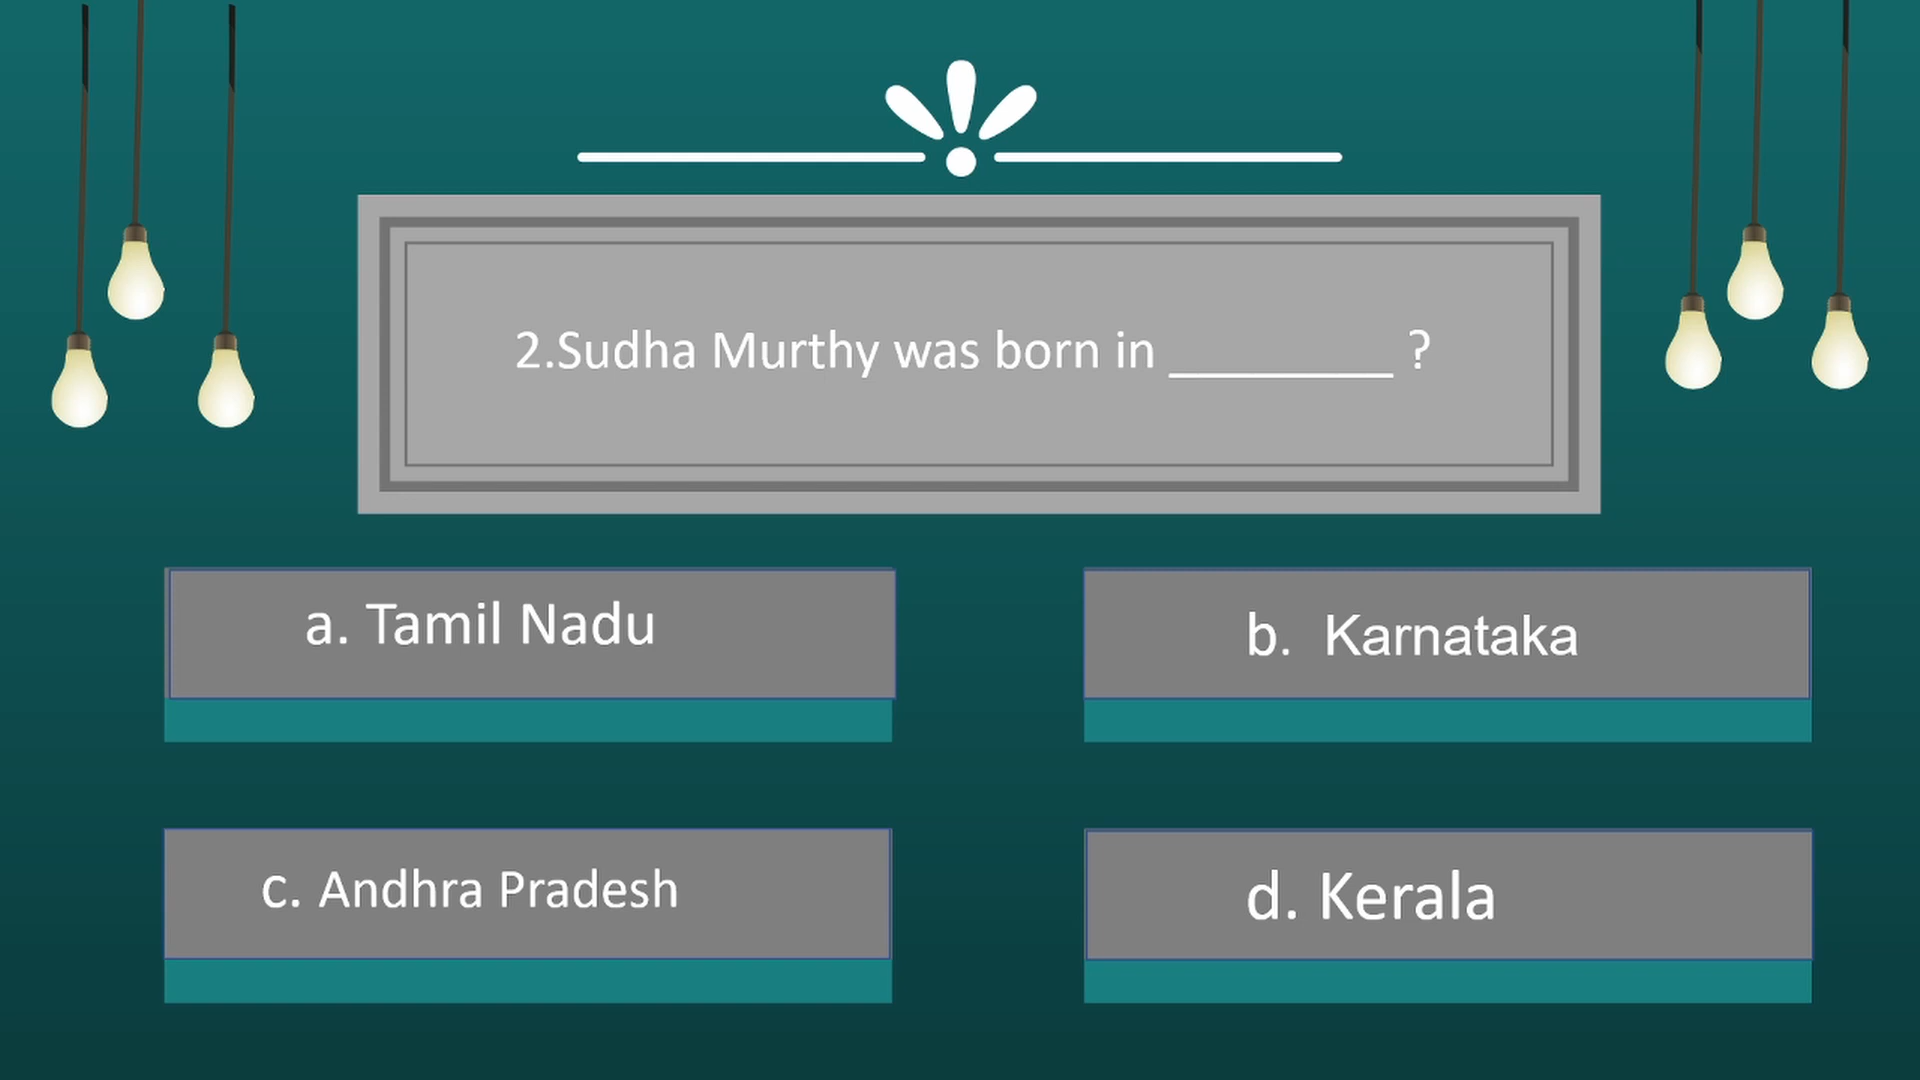 2.Sudha Murthy was born in _________ ?
a. Tamil Nadu
b. Karnataka
c. Andhra Pradesh
d. Kerala